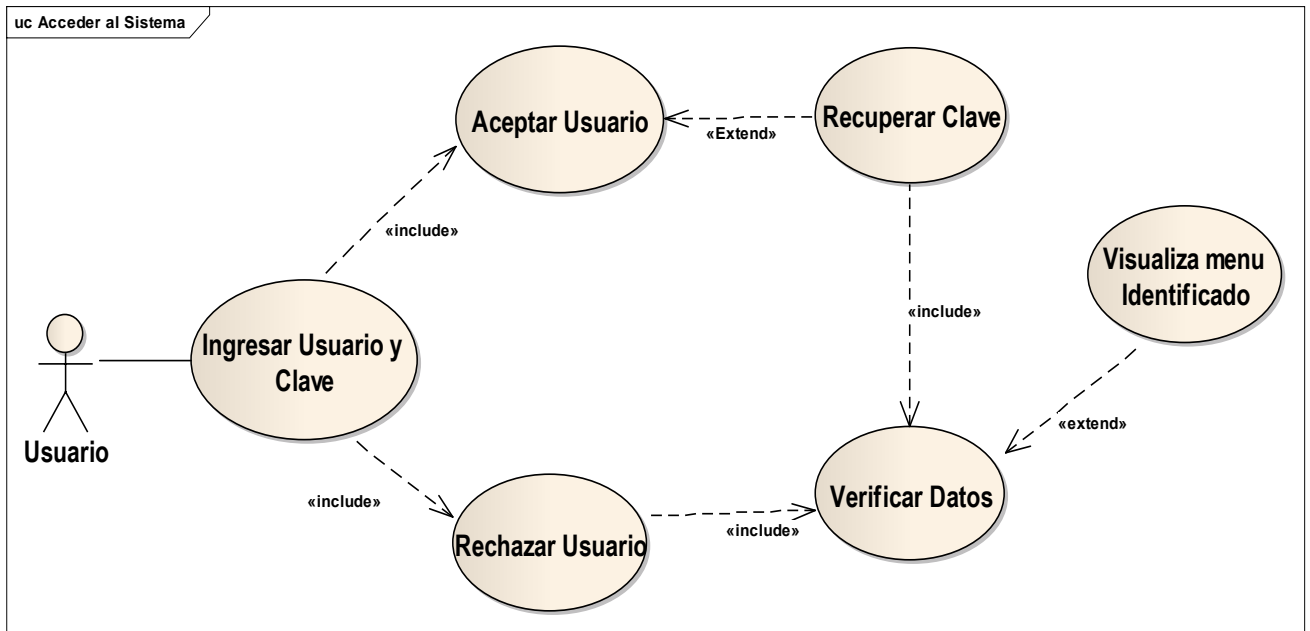 uc Acceder al Sistema
Aceptar Usuario
Recuperar Clave
«Extend»
«include»
Visualiza menu
Identificado
Ingresar Usuario y
Clave
«include»
Usuario
«extend»
«include»
Rechazar Usuario
«include»
Verificar Datos